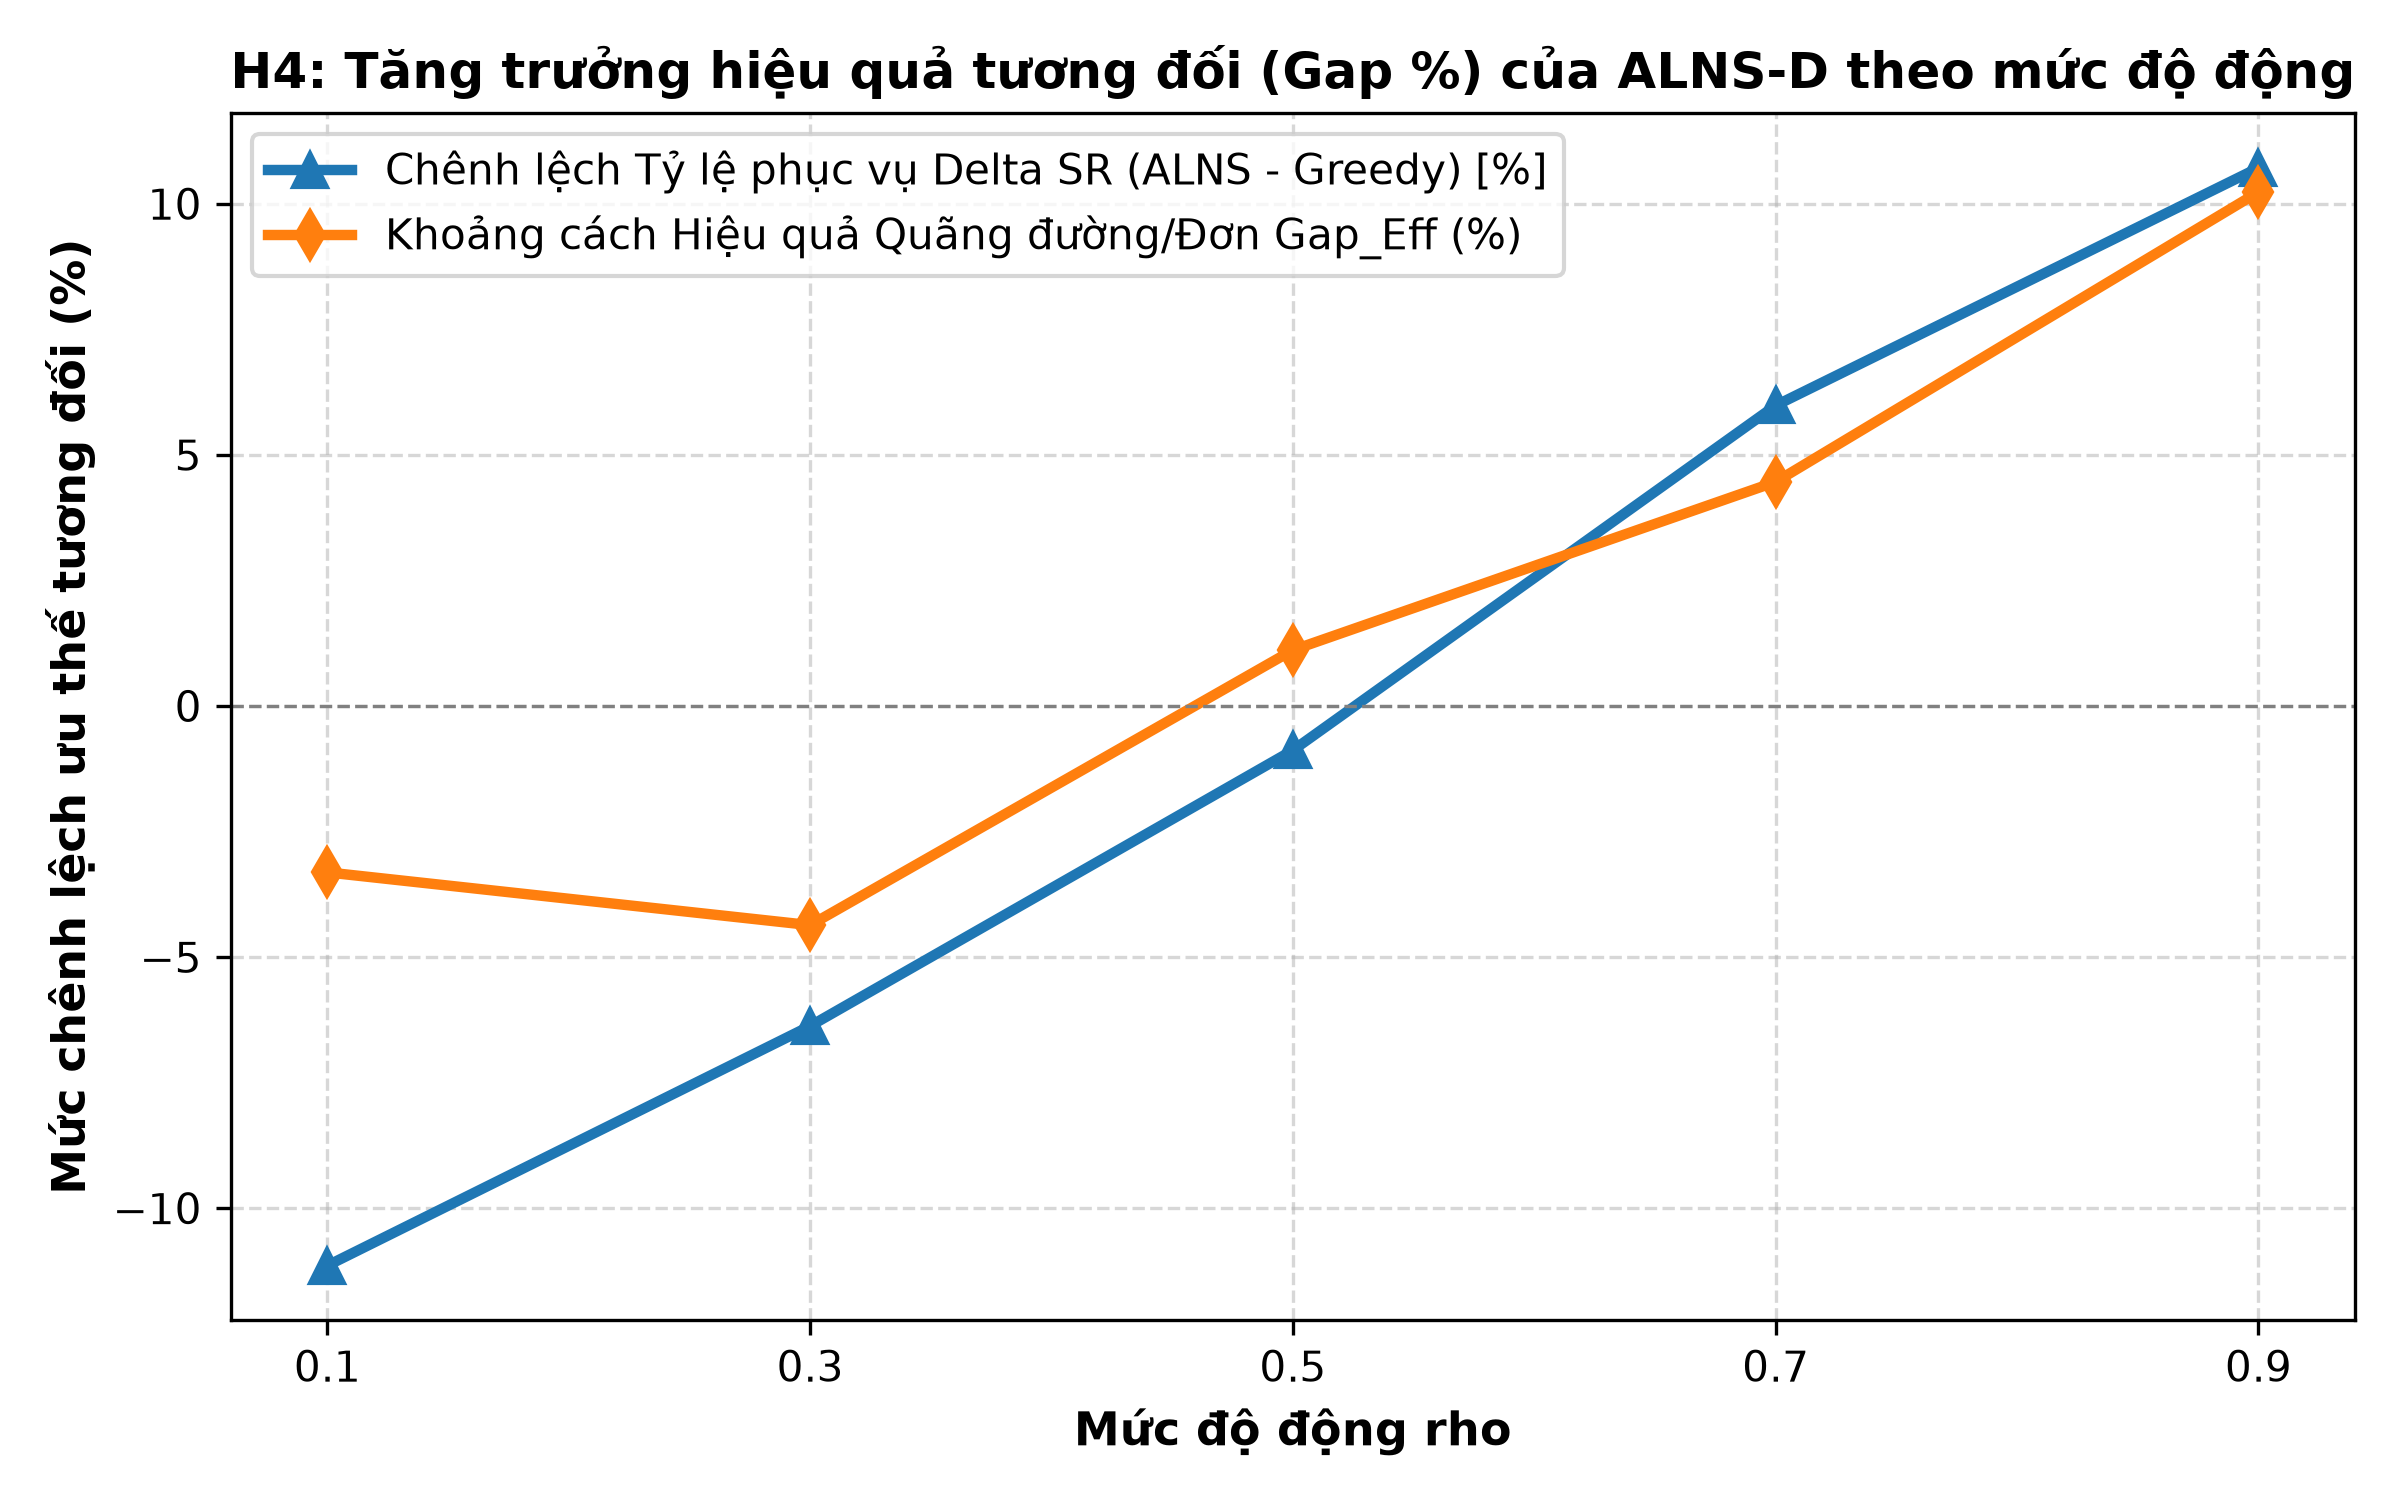 H4: Tăng trưởng hiệu quả tương đối (Gap %) của ALNS-D theo mức độ động
Chênh lệch Tỷ lệ phục vụ Delta SR (ALNS - Greedy) [%]
Khoảng cách Hiệu quả Quãng đường/Đơn Gap_Eff (%)
Mức chênh lệch ưu thế tương đối (%)
10
5
0
−5
−10
0.1 0.3 0.5 0.7 0.9
Mức độ động rho